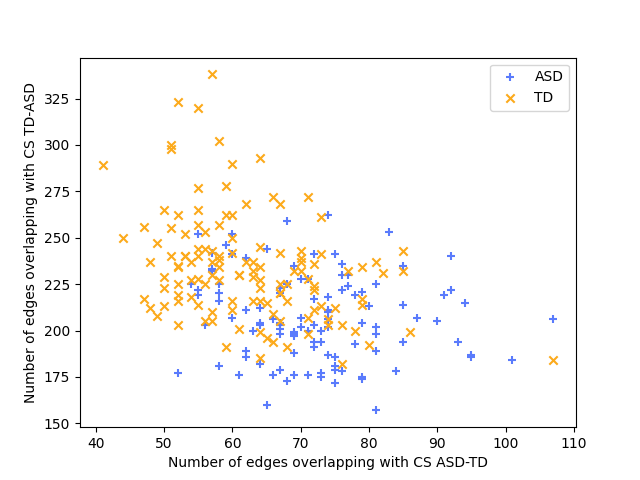 ASD
TD
Number of edges overlapping with CS TD-ASD
325
300
275
250
225
200
175
150
40 50 60 70 80 90 100 110
Number of edges overlapping with CS ASD-TD